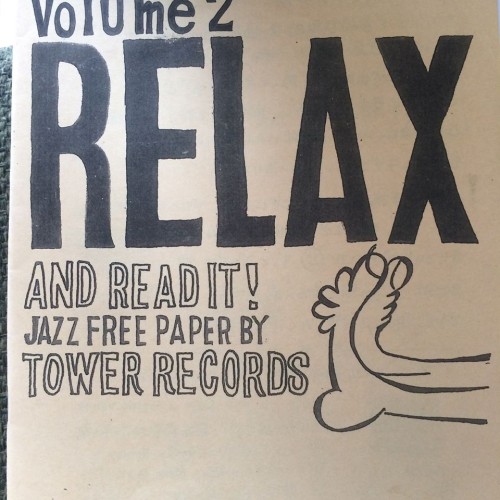 Volume 2
RELAX
AND READ IT!
JAZZ FREE PAPER BY
TOWER RECORDS